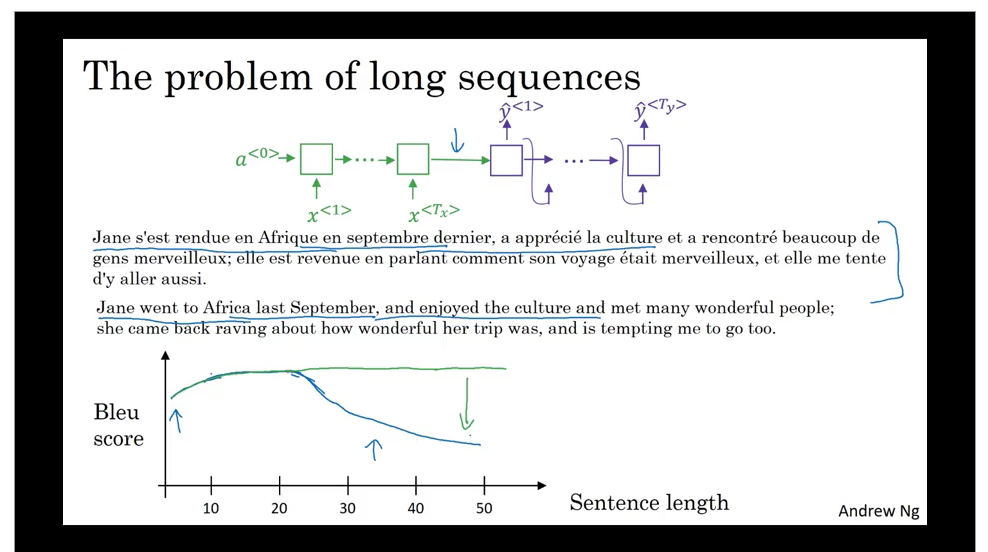 The problem of long sequences
ŷ<1> ŷ<Ty>
a<0>
x<1> x<Tx>
Jane s'est rendue en Afrique en septembre dernier, a apprécié la culture et a rencontré beaucoup de
gens merveilleux; elle est revenue en parlant comment son voyage était merveilleux, et elle me tente
d'y aller aussi.
Jane went to Africa last September, and enjoyed the culture and met many wonderful people;
she came back raving about how wonderful her trip was, and is tempting me to go too.
Bleu
score
10 20 30 40 50
Sentence length
Andrew Ng